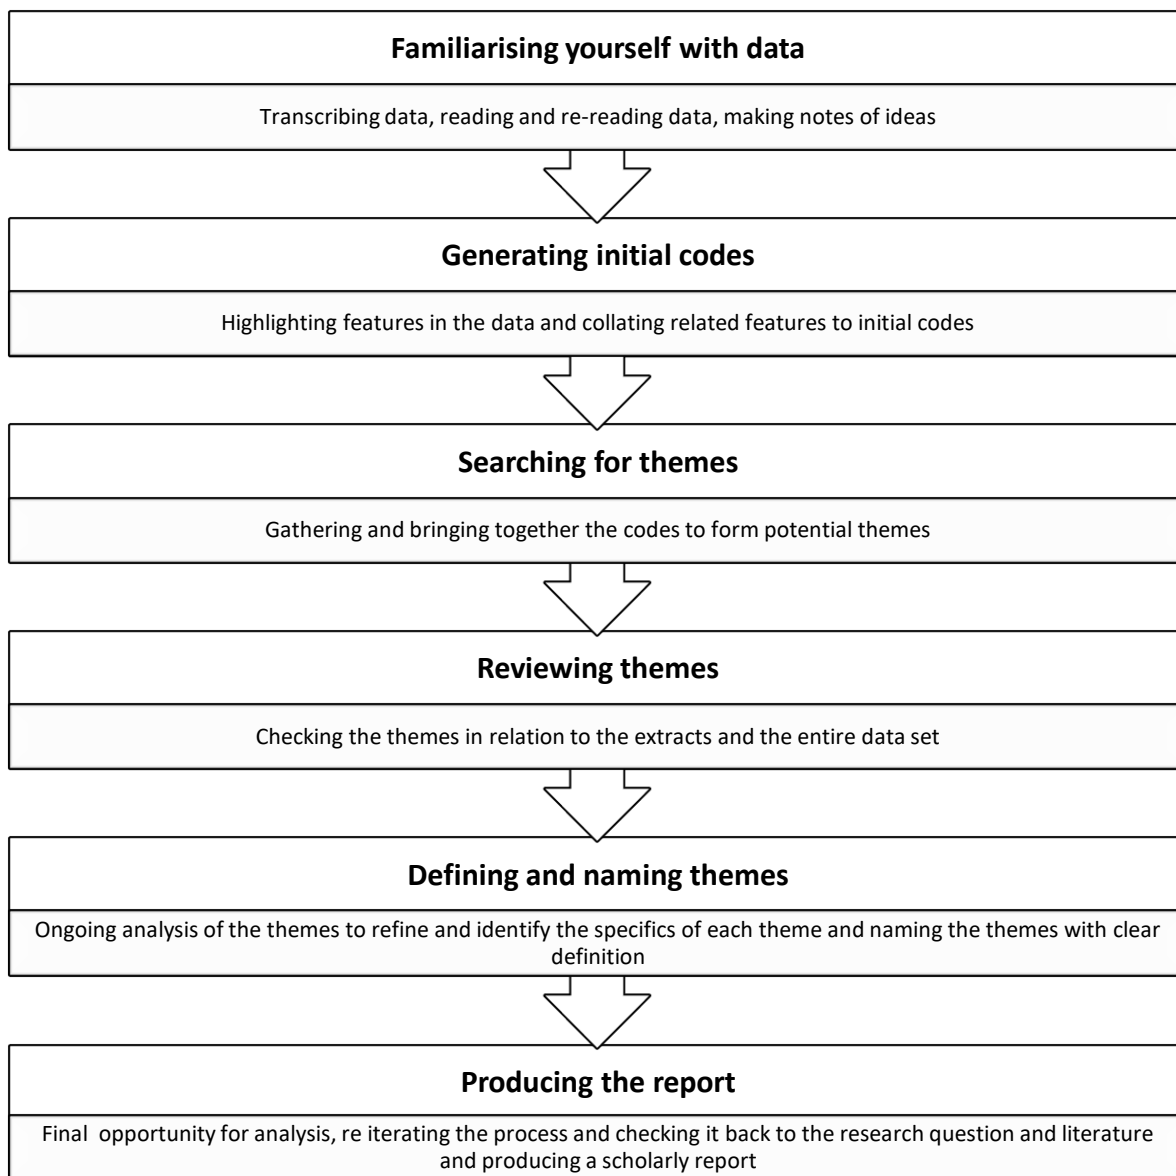 Familiarising yourself with data
Transcribing data, reading and re-reading data, making notes of ideas
Generating initial codes
Highlighting features in the data and collating related features to initial codes
Searching for themes
Gathering and bringing together the codes to form potential themes
Reviewing themes
Checking the themes in relation to the extracts and the entire data set
Defining and naming themes
Ongoing analysis of the themes to refine and identify the specifics of each theme and naming the themes with clear
definition
Producing the report
Final  opportunity for analysis, re iterating the process and checking it back to the research question and literature
and producing a scholarly report